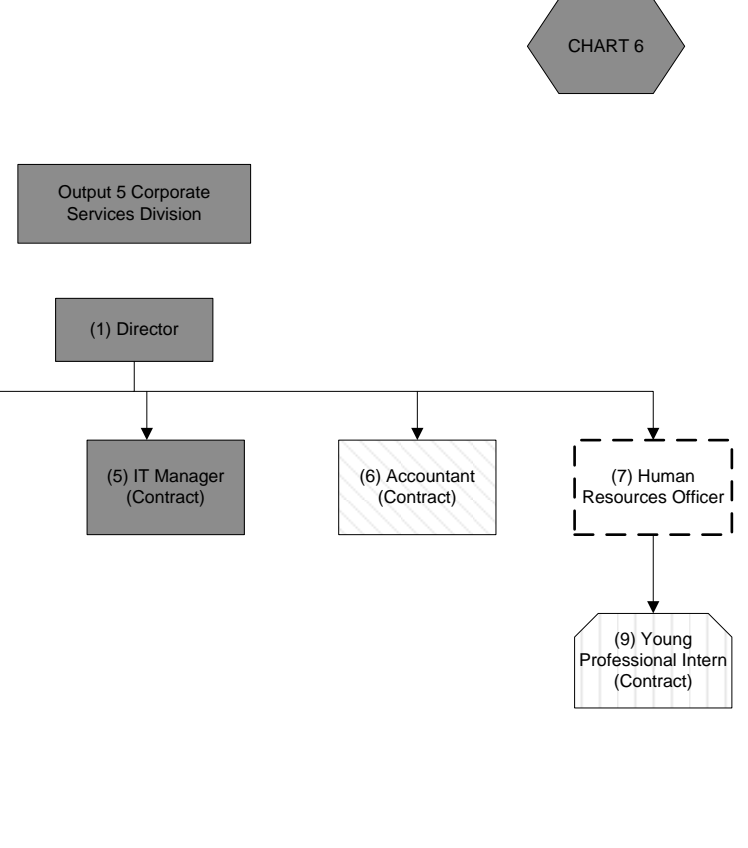 CHART 6
Output 5 Corporate
Services Division
(1) Director
(5) IT Manager
(Contract)
(6) Accountant
(Contract)
(7) Human
Resources Officer
(9) Young
Professional Intern
(Contract)